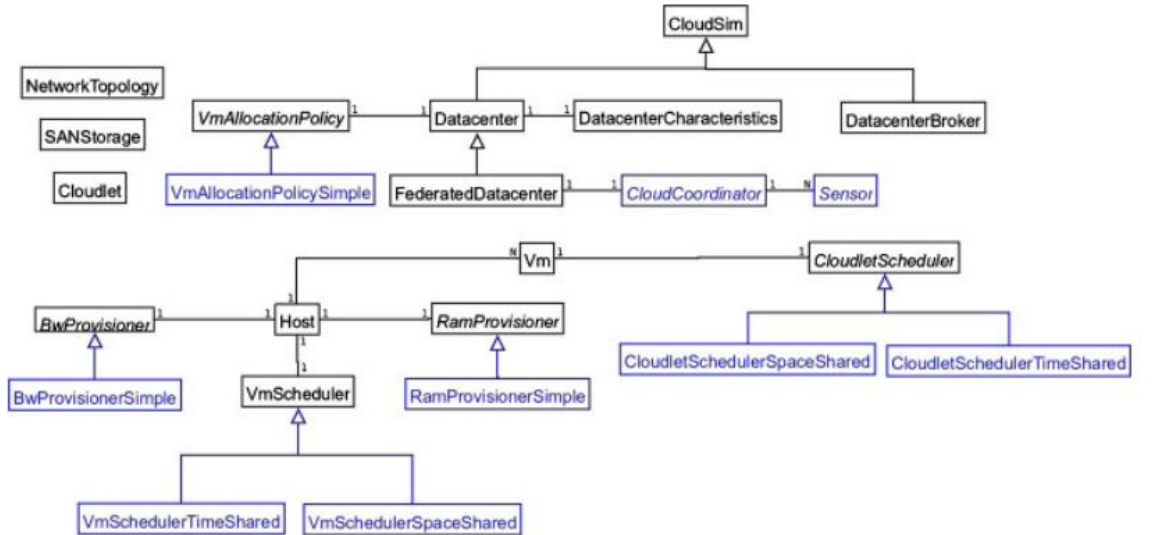 CloudSim
NetworkTopology
VmAllocationPolicy 1 1 Datacenter 1 1 DatacenterCharacteristics
DatacenterBroker
SANStorage
Cloudlet
VmAllocationPolicySimple
FederatedDatacenter 1 1 CloudCoordinator 1 N Sensor
N Vm 1 1 CloudletScheduler
1
BwProvisioner 1 1 Host 1 1 RamProvisioner
1
1
CloudletSchedulerSpaceShared CloudletSchedulerTimeShared
BwProvisionerSimple VmScheduler RamProvisionerSimple
VmSchedulerTimeShared VmSchedulerSpaceShared